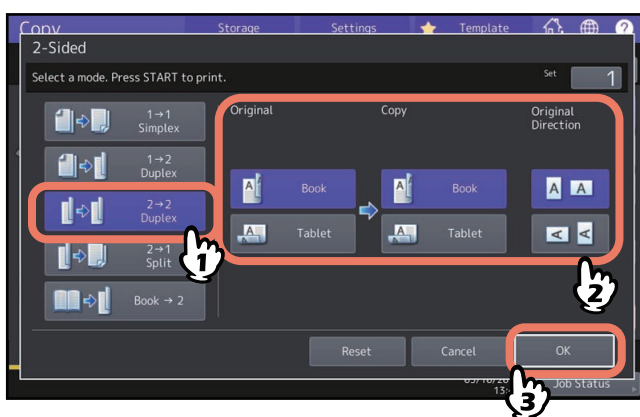 Copy Storage Settings Template ?
2-Sided
Select a mode. Press START to print. Set 1
Original Copy Original
Direction
1→1
Simplex
1→2
Duplex
2→2
Duplex
2→1
Split
Book → 2
A Book A Book A A
A Tablet A Tablet A A
1
2
Reset Cancel OK
13:
Job Status
3